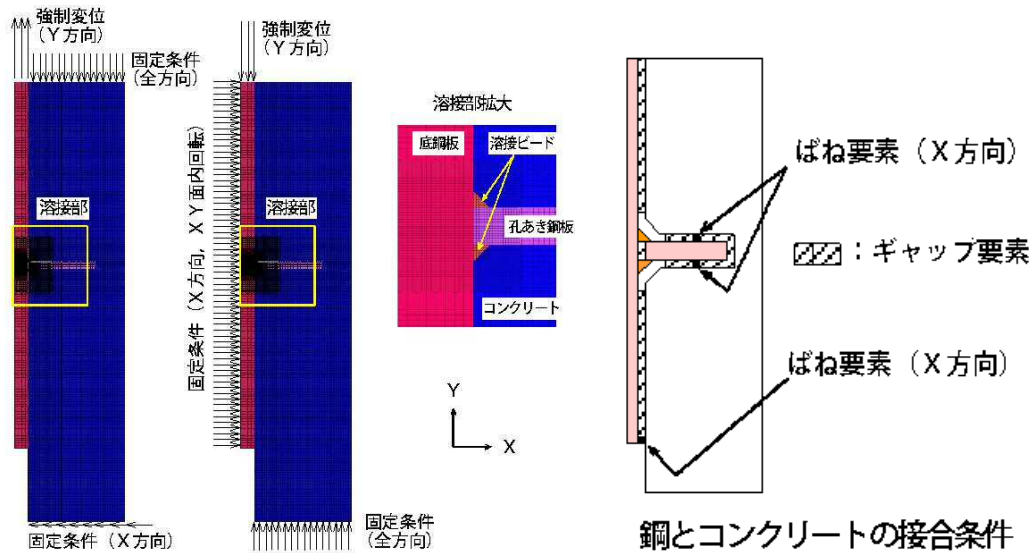 強制変位
(Y方向)
固定条件
(全方向)
溶接部
固定条件(X方向)
強制変位
(Y方向)
固定条件(X方向,XY面内回転)
溶接部
固定条件
(全方向)
溶接部拡大
底鋼板
溶接ビード
孔あき鋼板
コンクリート
Y
X
ばね要素(X方向)
:ギャップ要素
ばね要素(X方向)
鋼とコンクリートの接合条件